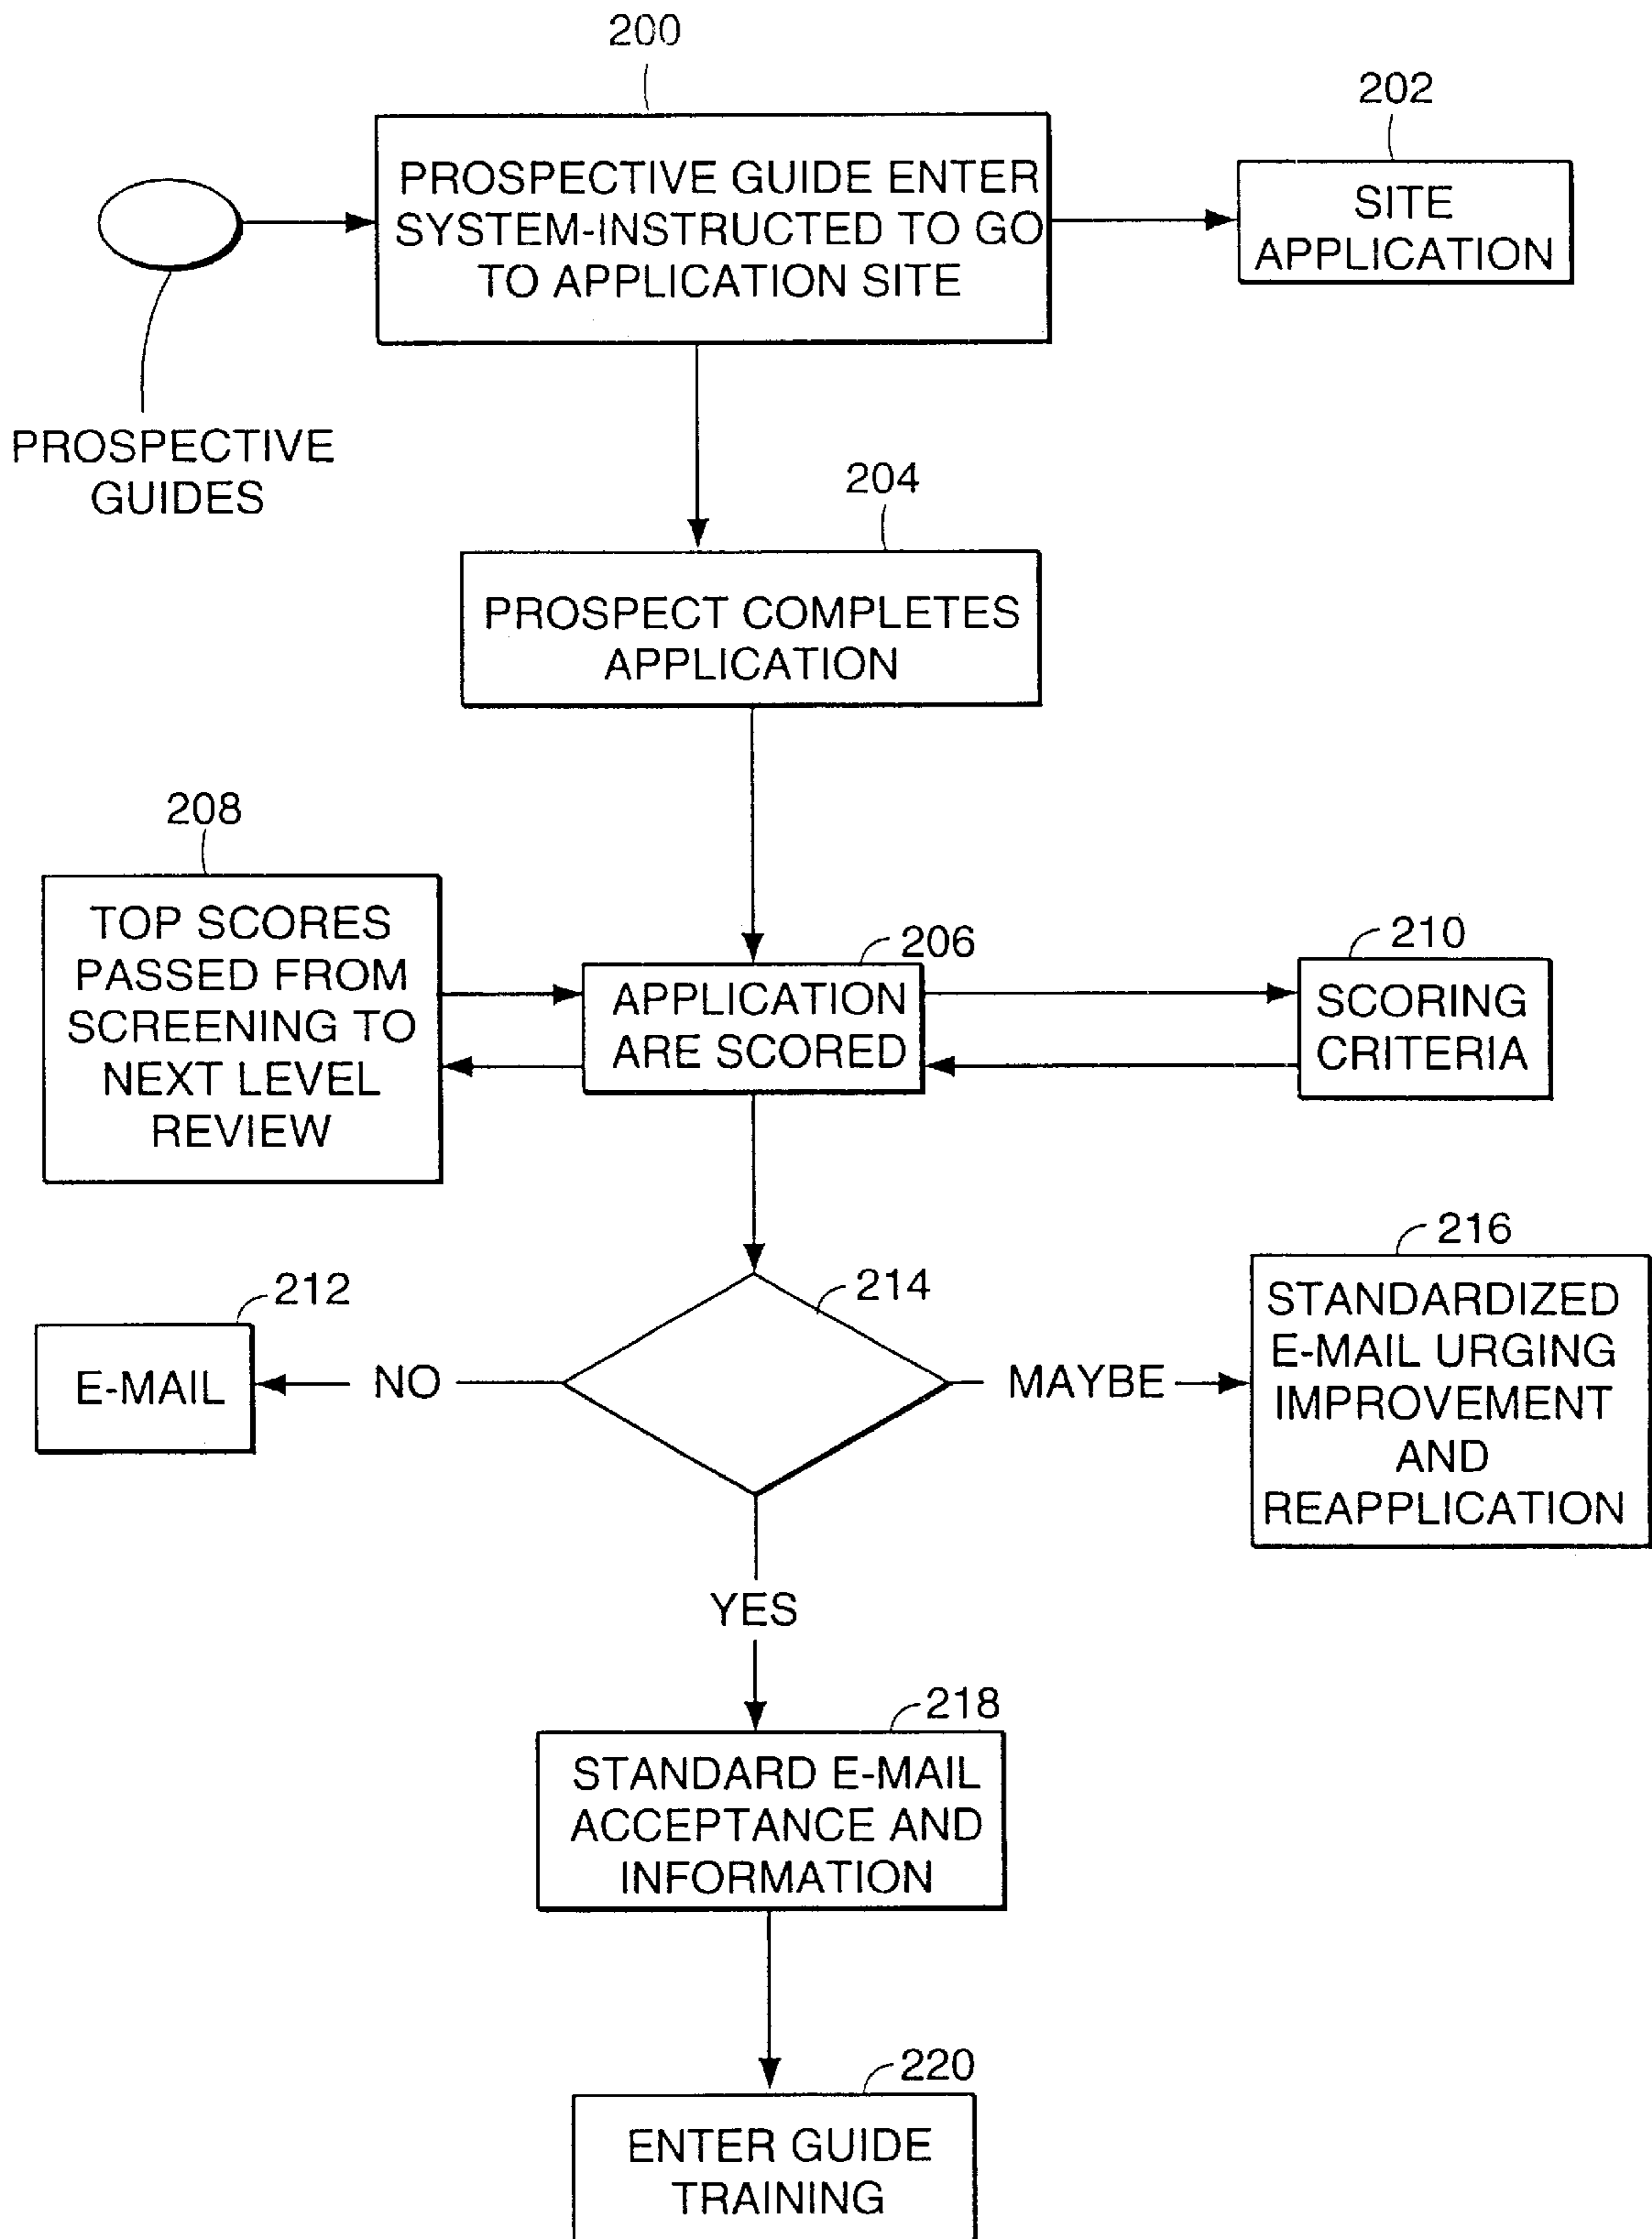 200
202
PROSPECTIVE GUIDE ENTER
SYSTEM-INSTRUCTED TO GO
TO APPLICATION SITE
SITE
APPLICATION
PROSPECTIVE
GUIDES
204
PROSPECT COMPLETES
APPLICATION
208
TOP SCORES
PASSED FROM
SCREENING TO
NEXT LEVEL
REVIEW
206
APPLICATION
ARE SCORED
210
SCORING
CRITERIA
212
E-MAIL
NO
214
MAYBE
216
STANDARDIZED
E-MAIL URGING
IMPROVEMENT
AND
REAPPLICATION
YES
218
STANDARD E-MAIL
ACCEPTANCE AND
INFORMATION
220
ENTER GUIDE
TRAINING